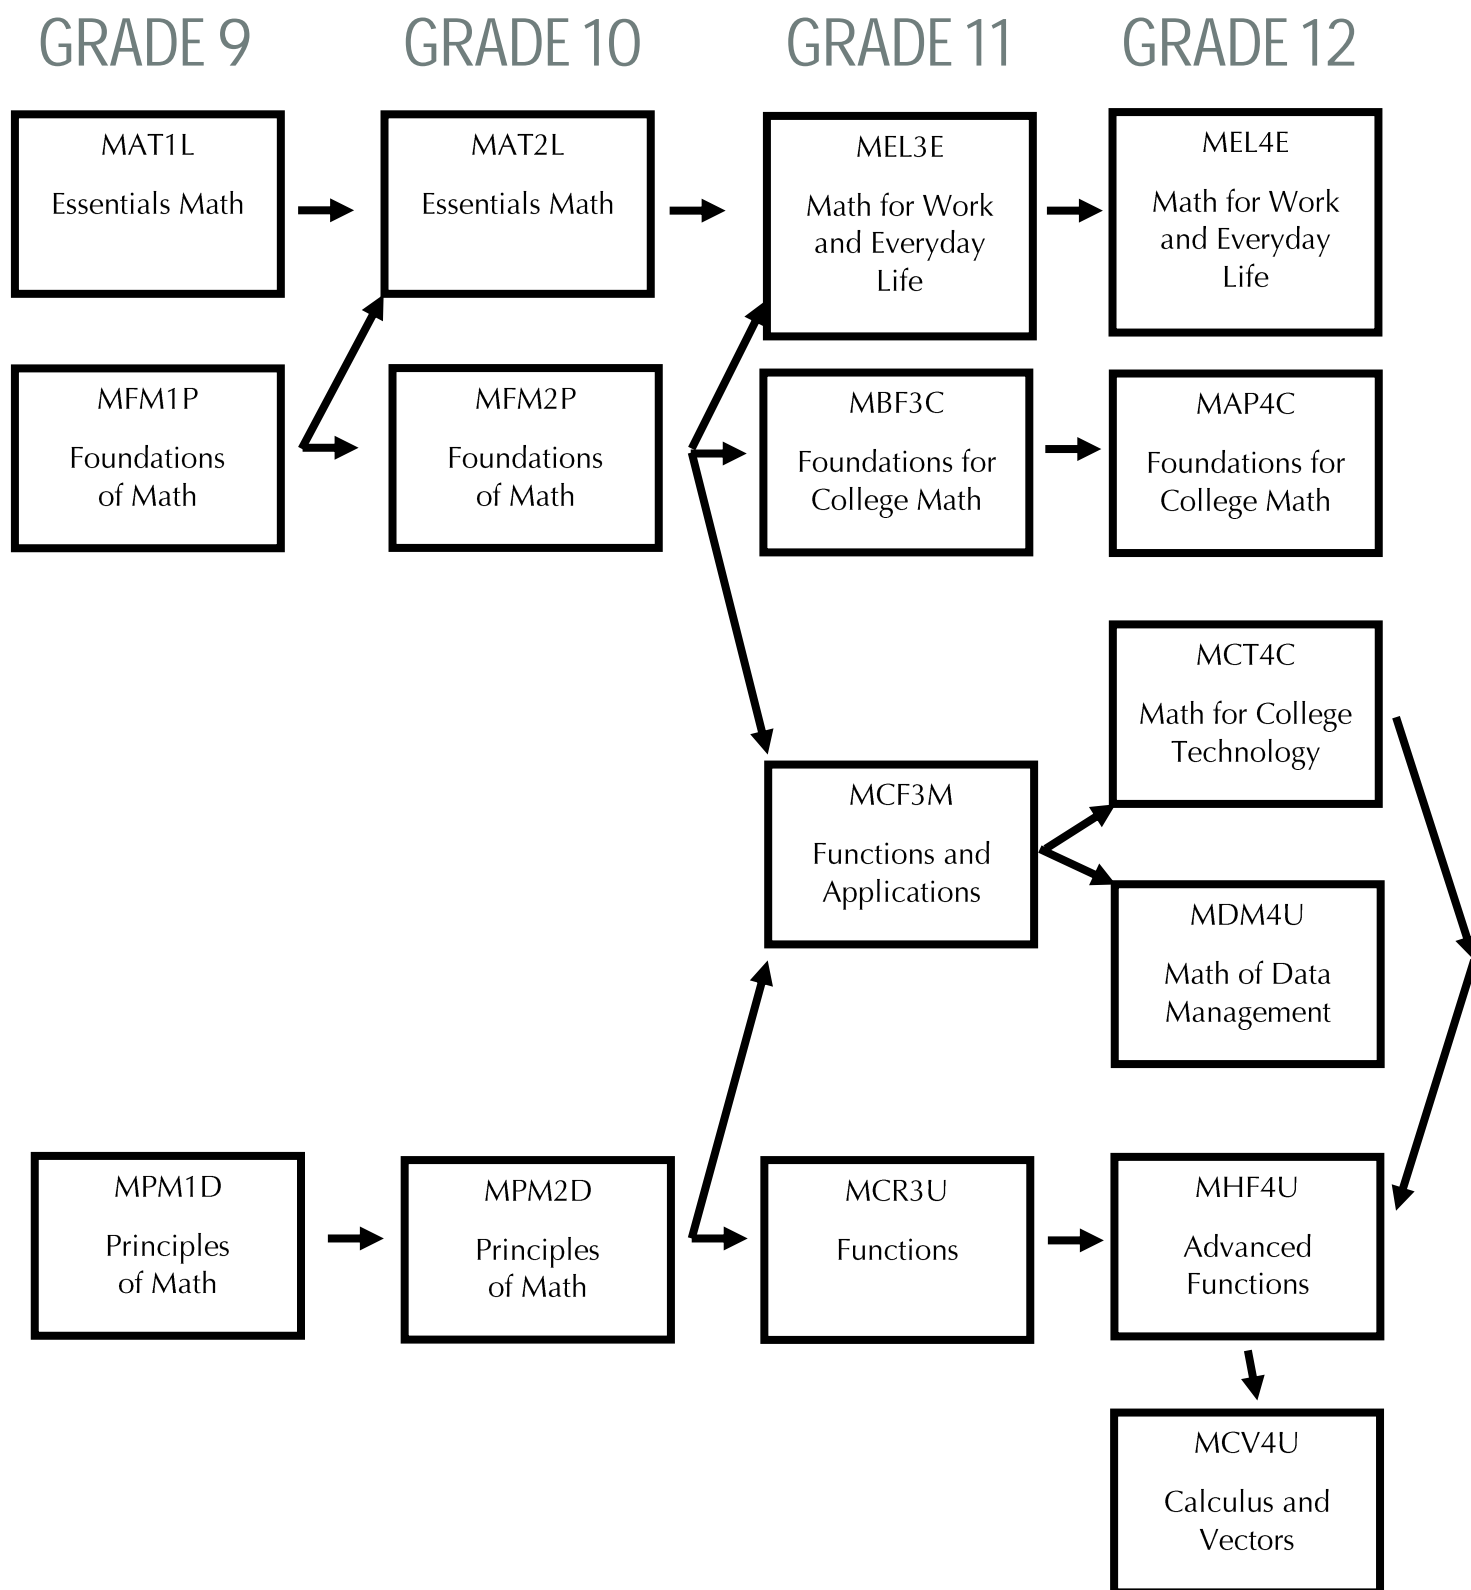 GRADE 9
GRADE 10
GRADE 11
GRADE 12
MAT1L
Essentials Math
MAT2L
Essentials Math
MEL3E
Math for Work
and Everyday
Life
MEL4E
Math for Work
and Everyday
Life
MFM1P
Foundations
of Math
MFM2P
Foundations
of Math
MBF3C
Foundations for
College Math
MAP4C
Foundations for
College Math
MCT4C
Math for College
Technology
MCF3M
Functions and
Applications
MDM4U
Math of Data
Management
MPM1D
Principles
of Math
MPM2D
Principles
of Math
MCR3U
Functions
MHF4U
Advanced
Functions
MCV4U
Calculus and
Vectors